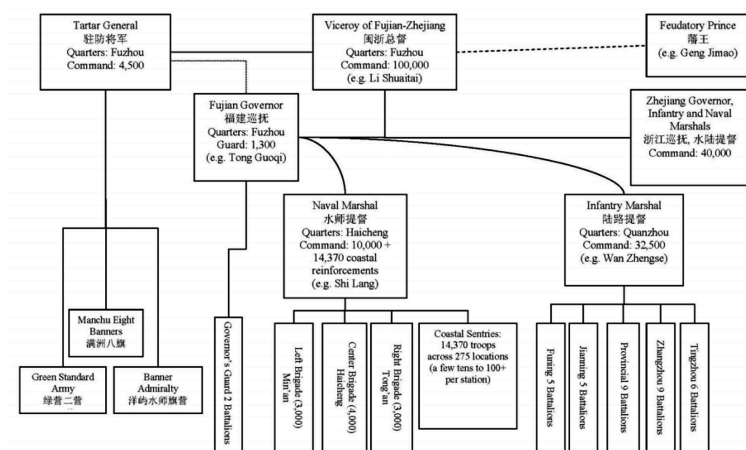 Tartar General
驻防将军
Quarters: Fuzhou
Command: 4,500
Viceroy of Fujian-Zhejiang
闽浙总督
Quarters: Fuzhou
Command: 100,000
(e.g. Li Shuaitai)
Feudatory Prince
藩王
(e.g. Geng Jimao)
Fujian Governor
福建巡抚
Quarters: Fuzhou
Guard: 1,300
(e.g. Tong Guoqi)
Zhejiang Governor,
Infantry and Naval
Marshals
浙江巡抚, 水陆提督
Command: 40,000
Naval Marshal
水师提督
Quarters: Haicheng
Command: 10,000 +
14,370 coastal
reinforcements
(e.g. Shi Lang)
Infantry Marshal
陆路提督
Quarters: Quanzhou
Command: 32,500
(e.g. Wan Zhengse)
Manchu Eight
Banners
满洲八旗
Green Standard
Army
绿营二营
Banner
Admiralty
洋屿水师旗营
Governor's Guard 2 Battalions
Left Brigade (3,000)
Min'an
Center Brigade (4,000)
Haicheng
Right Brigade (3,000)
Tong'an
Coastal Sentries:
14,370 troops
across 275 locations
(a few tens to 100+
per station)
Funing 5 Battalions
Jianning 5 Battalions
Provincial 9 Battalions
Zhangzhou 9 Battalions
Tingzhou 6 Battalions